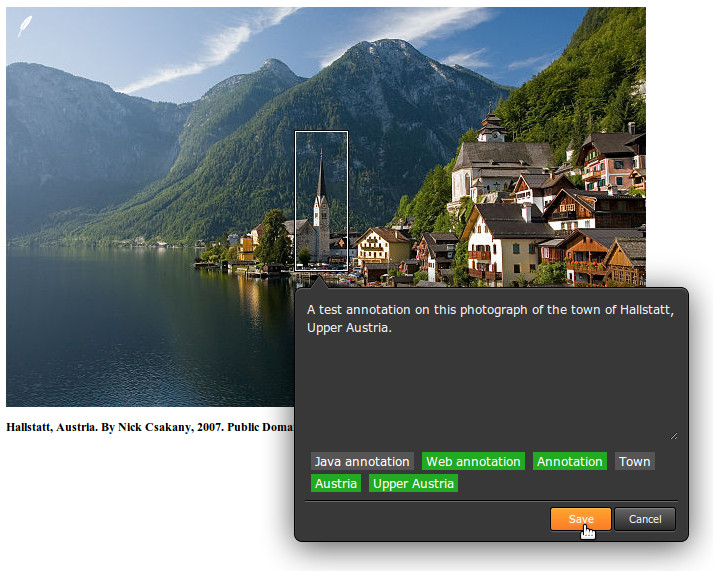 Hallstatt, Austria. By Nick Csakany, 2007. Public
A test annotation on this photograph of the town of Hallstatt,
Upper Austria.
Java annotation Web annotation Annotation Town
Austria Upper Austria
Save Cancel